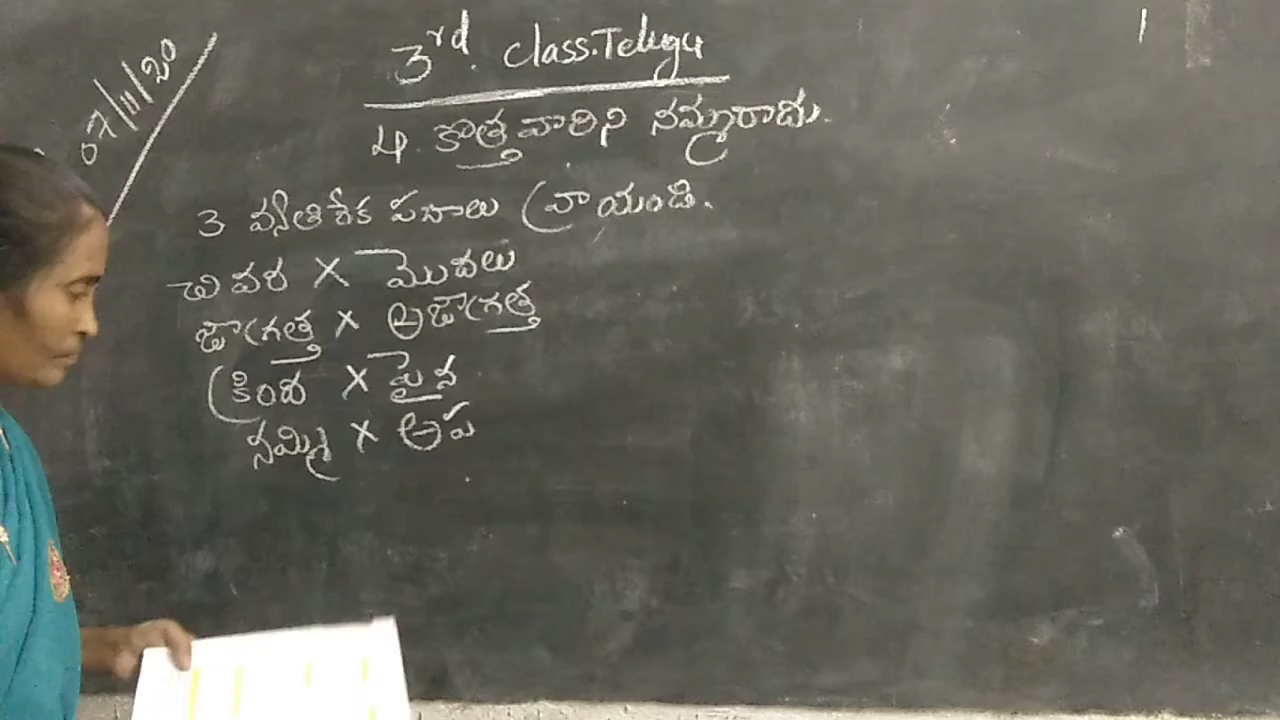 07/11/20
3rd. class.Telugu
4. కొత్తవారిని నమ్మరాదు.
3 వ్యతిరేక పదాలు వ్రాయండి.
చివర X మొదలు
జాగ్రత్త X అజాగ్రత్త
క్రింద X పైన
నమ్మి X అప